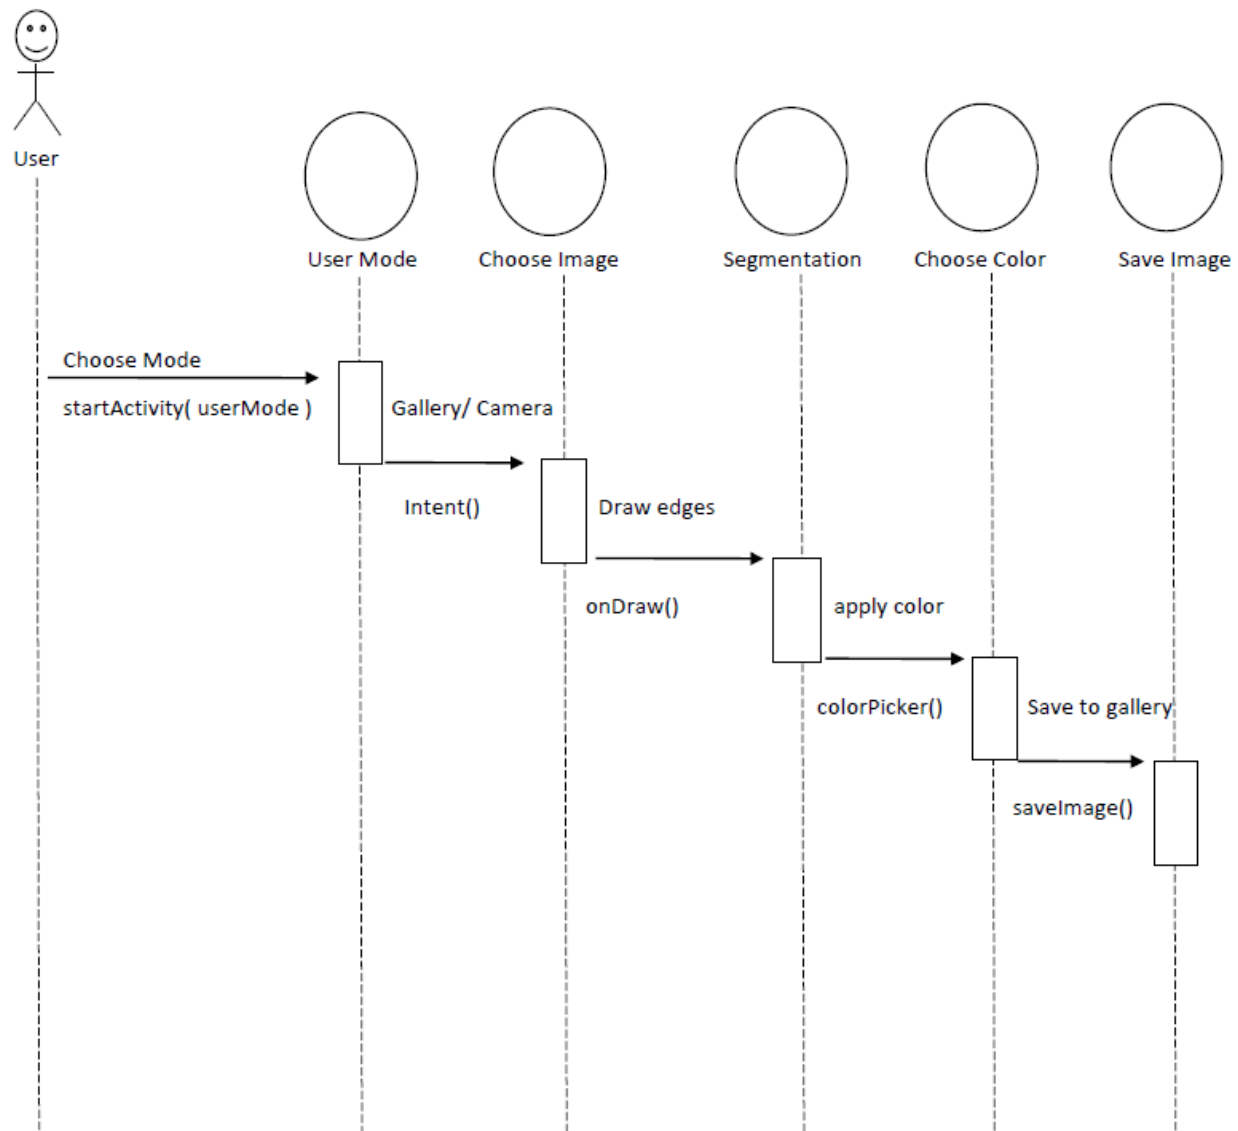 User
User Mode
Choose Image
Segmentation
Choose Color
Save Image
Choose Mode
startActivity( userMode )
Gallery/ Camera
Intent()
Draw edges
onDraw()
apply color
colorPicker()
Save to gallery
saveImage()